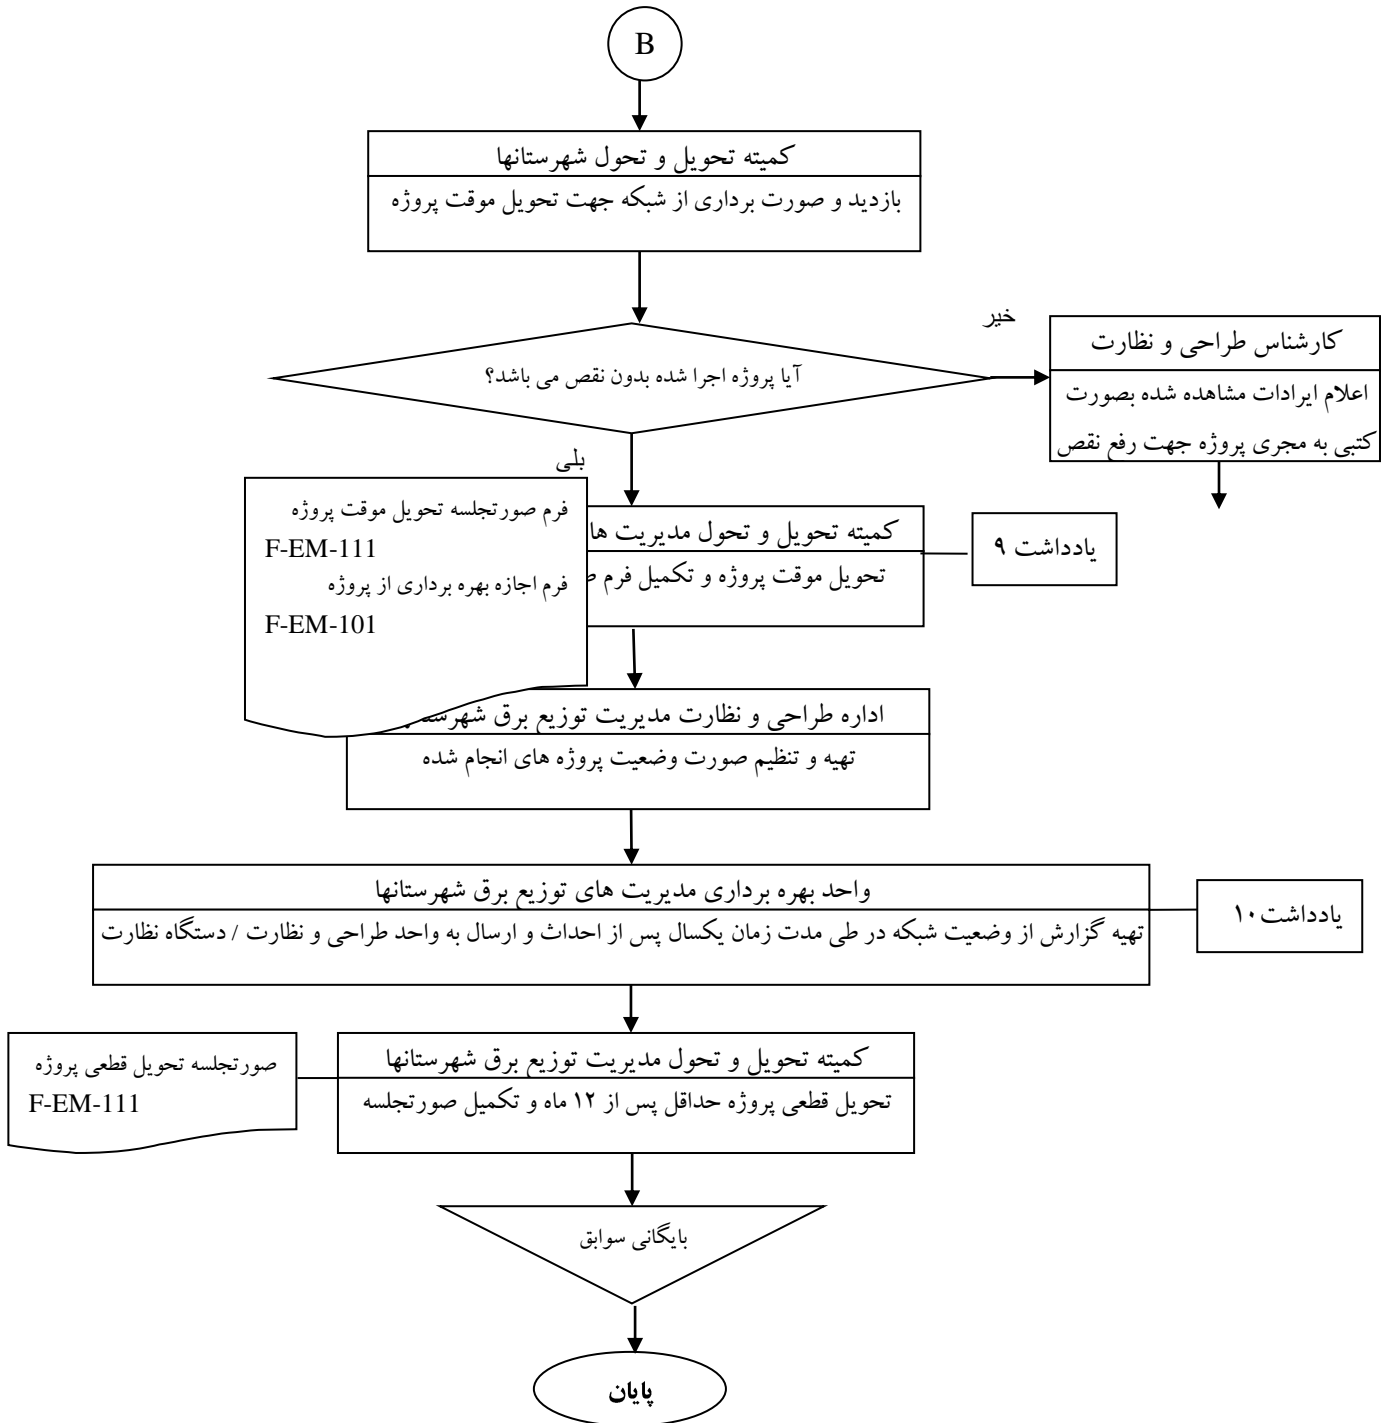 B
کمیته تحویل و تحول شهرستانها
بازدید و صورت برداری از شبکه جهت تحویل موقت پروژه
خیر
آیا پروژه اجرا شده بدون نقص می باشد؟
کارشناس طراحی و نظارت
اعلام ایرادات مشاهده شده بصورت
کتبی به مجری پروژه جهت رفع نقص
بلی
فرم صورتجلسه تحویل موقت پروژه
F-EM-111
فرم اجازه بهره برداری از پروژه
F-EM-101
کمیته تحویل و تحول مدیریت ها
تحویل موقت پروژه و تکمیل فرم
یادداشت ۹
اداره طراحی و نظارت مدیریت توزیع برق
تهیه و تنظیم صورت وضعیت پروژه های انجام شده
واحد بهره برداری مدیریت های توزیع برق شهرستانها
تهیه گزارش از وضعیت شبکه در طی مدت زمان یکسال پس از احداث و ارسال به واحد طراحی و نظارت / دستگاه نظارت
یادداشت۱۰
کمیته تحویل و تحول مدیریت توزیع برق شهرستانها
تحویل قطعی پروژه حداقل پس از ۱۲ ماه و تکمیل صورتجلسه
صورتجلسه تحویل قطعی پروژه
F-EM-111
بایگانی سوابق
پایان